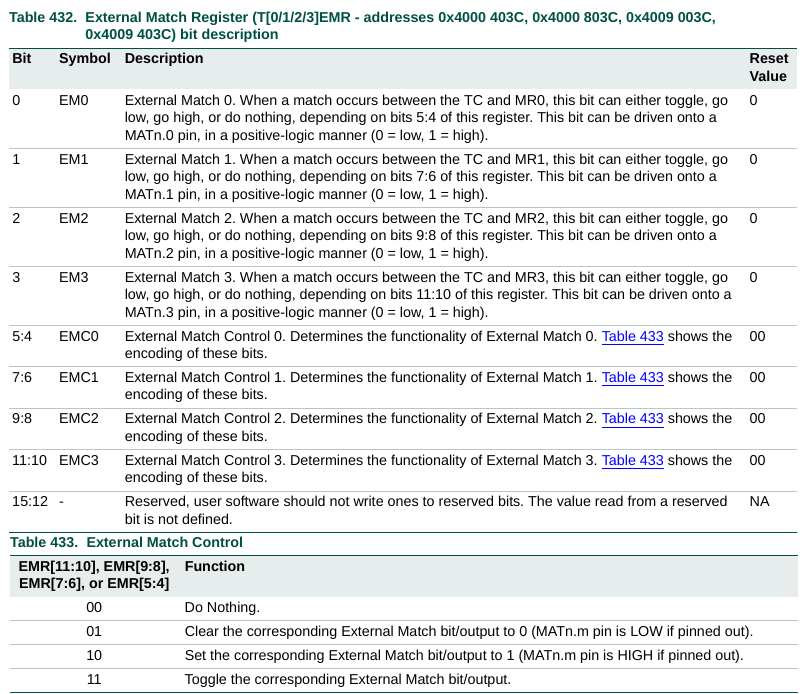 Table 432. External Match Register (T[0/1/2/3]EMR - addresses 0x4000 403C, 0x4000 803C, 0x4009 003C,
0x4009 403C) bit description
Bit Symbol Description Reset
Value
0 EM0 External Match 0. When a match occurs between the TC and MR0, this bit can either toggle, go 0
low, go high, or do nothing, depending on bits 5:4 of this register. This bit can be driven onto a
MATn.0 pin, in a positive-logic manner (0 = low, 1 = high).
1 EM1 External Match 1. When a match occurs between the TC and MR1, this bit can either toggle, go 0
low, go high, or do nothing, depending on bits 7:6 of this register. This bit can be driven onto a
MATn.1 pin, in a positive-logic manner (0 = low, 1 = high).
2 EM2 External Match 2. When a match occurs between the TC and MR2, this bit can either toggle, go 0
low, go high, or do nothing, depending on bits 9:8 of this register. This bit can be driven onto a
MATn.2 pin, in a positive-logic manner (0 = low, 1 = high).
3 EM3 External Match 3. When a match occurs between the TC and MR3, this bit can either toggle, go 0
low, go high, or do nothing, depending on bits 11:10 of this register. This bit can be driven onto a
MATn.3 pin, in a positive-logic manner (0 = low, 1 = high).
5:4 EMC0 External Match Control 0. Determines the functionality of External Match 0. Table 433 shows the 00
encoding of these bits.
7:6 EMC1 External Match Control 1. Determines the functionality of External Match 1. Table 433 shows the 00
encoding of these bits.
9:8 EMC2 External Match Control 2. Determines the functionality of External Match 2. Table 433 shows the 00
encoding of these bits.
11:10 EMC3 External Match Control 3. Determines the functionality of External Match 3. Table 433 shows the 00
encoding of these bits.
15:12 - Reserved, user software should not write ones to reserved bits. The value read from a reserved NA
bit is not defined.
Table 433. External Match Control
EMR[11:10], EMR[9:8], Function
EMR[7:6], or EMR[5:4]
00 Do Nothing.
01 Clear the corresponding External Match bit/output to 0 (MATn.m pin is LOW if pinned out).
10 Set the corresponding External Match bit/output to 1 (MATn.m pin is HIGH if pinned out).
11 Toggle the corresponding External Match bit/output.